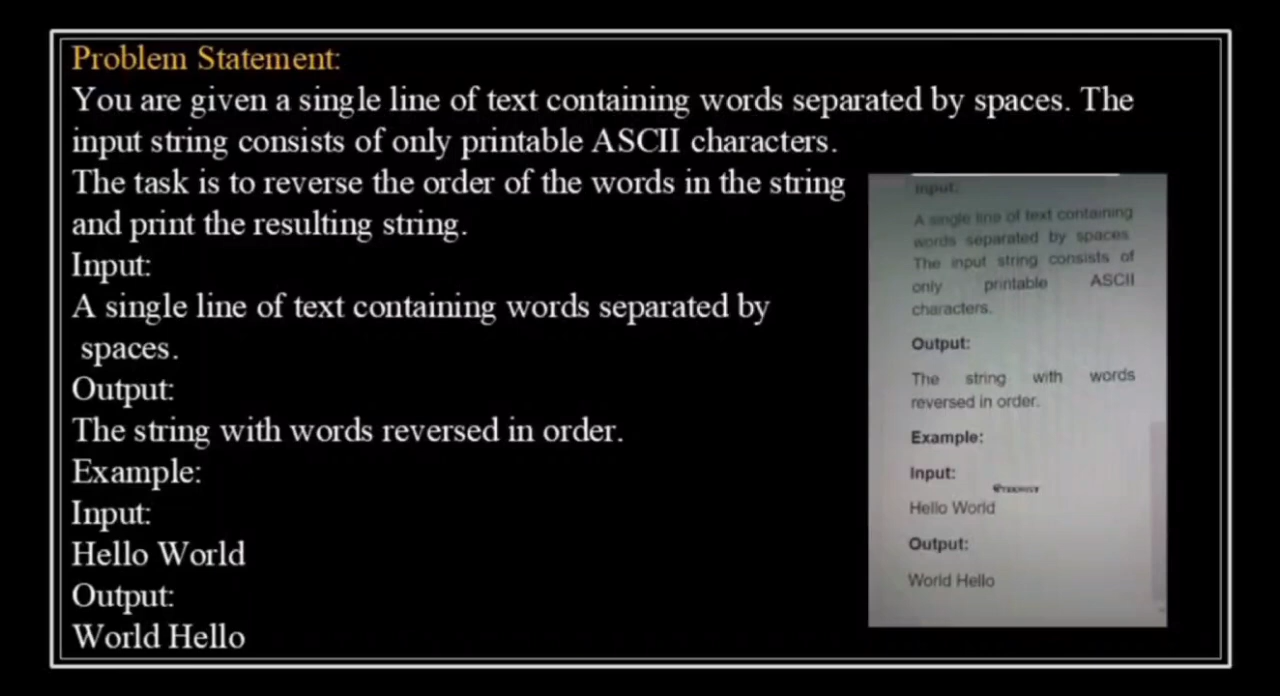 Problem Statement:
You are given a single line of text containing words separated by spaces. The
input string consists of only printable ASCII characters.
The task is to reverse the order of the words in the string
and print the resulting string.
Input:
A single line of text containing words separated by
spaces.
Output:
The string with words reversed in order.
Example:
Input:
Hello World
Output:
World Hello
Input:
A single line of text containing
words separated by spaces
The input string consists of
only printable ASCII
characters.
Output:
The string with words
reversed in order.
Example:
Input:
Hello World
Output:
World Hello